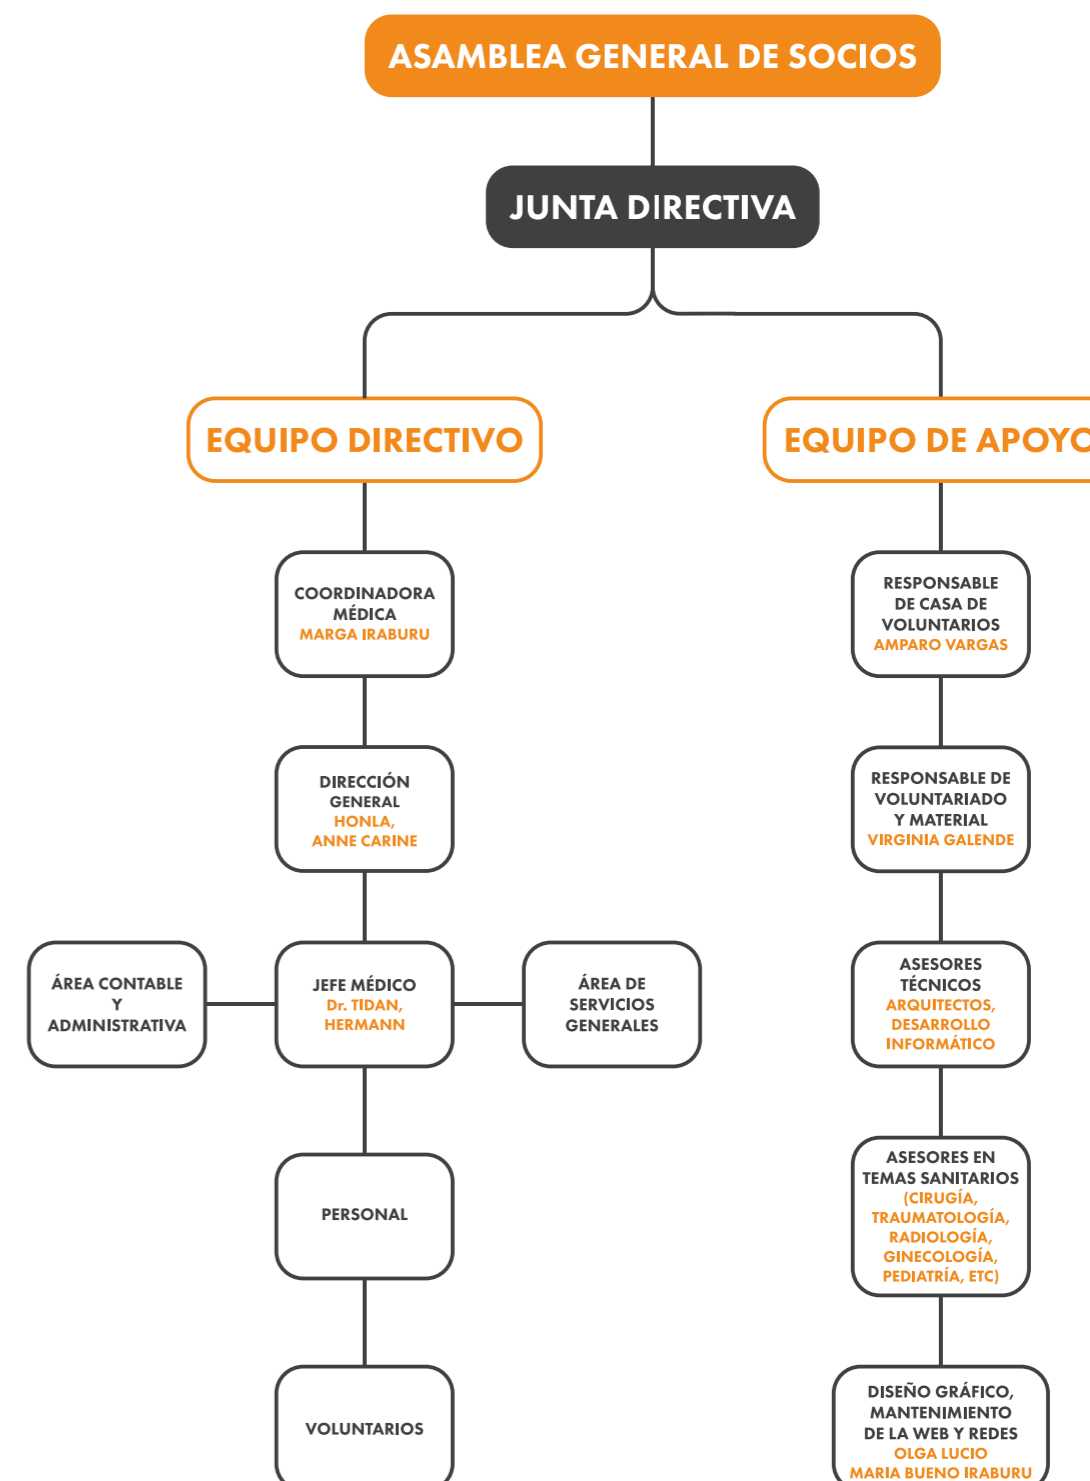 ASAMBLEA GENERAL DE SOCIOS
JUNTA DIRECTIVA
EQUIPO DIRECTIVO
EQUIPO DE APOYO
COORDINADORA
MÉDICA
MARGA IRABURU
RESPONSABLE
DE CASA DE
VOLUNTARIOS
AMPARO VARGAS
DIRECCIÓN
GENERAL
HONLA,
ANNE CARINE
RESPONSABLE DE
VOLUNTARIADO
Y MATERIAL
VIRGINIA GALENDE
ÁREA CONTABLE
Y
ADMINISTRATIVA
JEFE MÉDICO
Dr. TIDAN,
HERMANN
ÁREA DE
SERVICIOS
GENERALES
ASESORES
TÉCNICOS
ARQUITECTOS,
DESARROLLO
INFORMÁTICO
PERSONAL
ASESORES EN
TEMAS SANITARIOS
(CIRUGÍA,
TRAUMATOLOGÍA,
RADIOLOGÍA,
GINECOLOGÍA,
PEDIATRÍA, ETC)
VOLUNTARIOS
DISEÑO GRÁFICO,
MANTENIMIENTO
DE LA WEB Y REDES
OLGA LUCIO
MARIA BUENO IRABURU